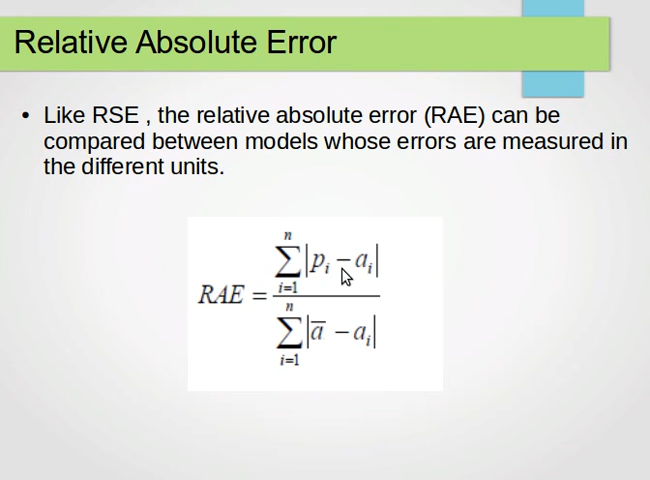 Relative Absolute Error
• Like RSE , the relative absolute error (RAE) can be
compared between models whose errors are measured in
the different units.
n
∑|pᵢ − aᵢ|
i=1
RAE =
n
∑|a̅ − aᵢ|
i=1